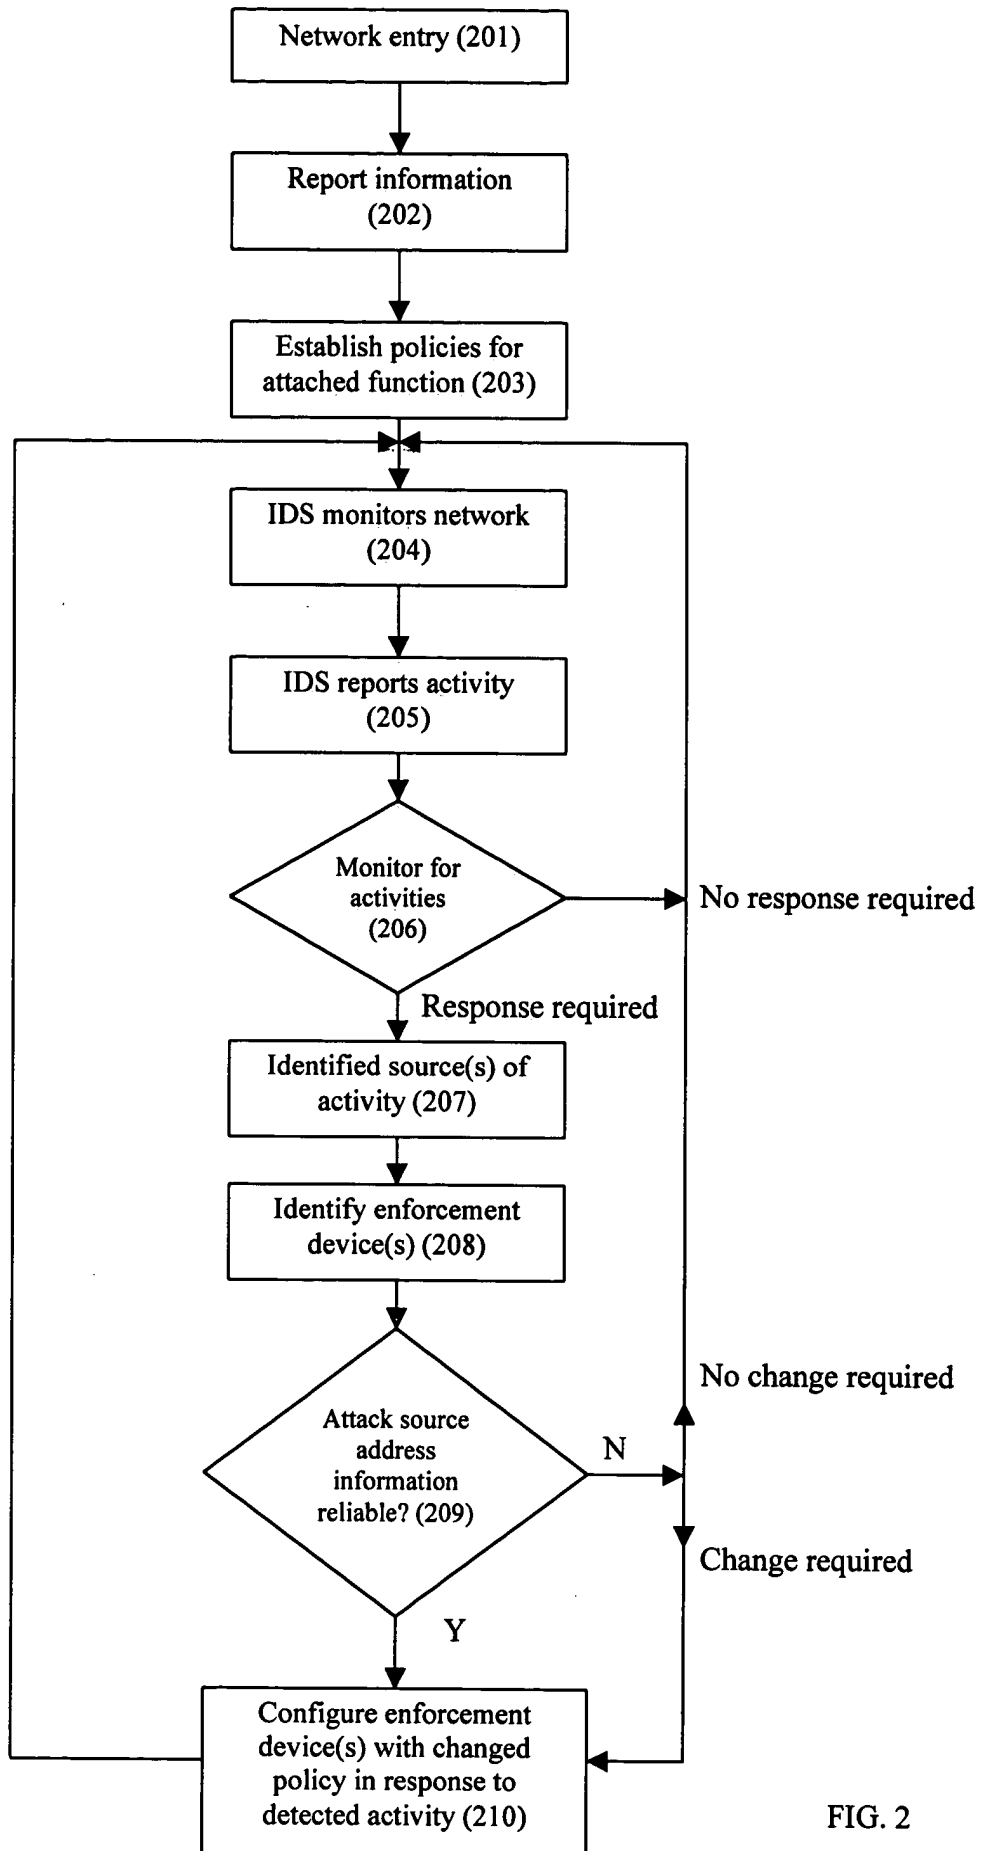 Network entry (201)
Report information
(202)
Establish policies for
attached function (203)
IDS monitors network
(204)
IDS reports activity
(205)
Monitor for
activities
(206)
No response required
Response required
Identified source(s) of
activity (207)
Identify enforcement
device(s) (208)
No change required
Attack source
address
information
reliable? (209)
N
Change required
Y
Configure enforcement
device(s) with changed
policy in response to
detected activity (210)
FIG. 2